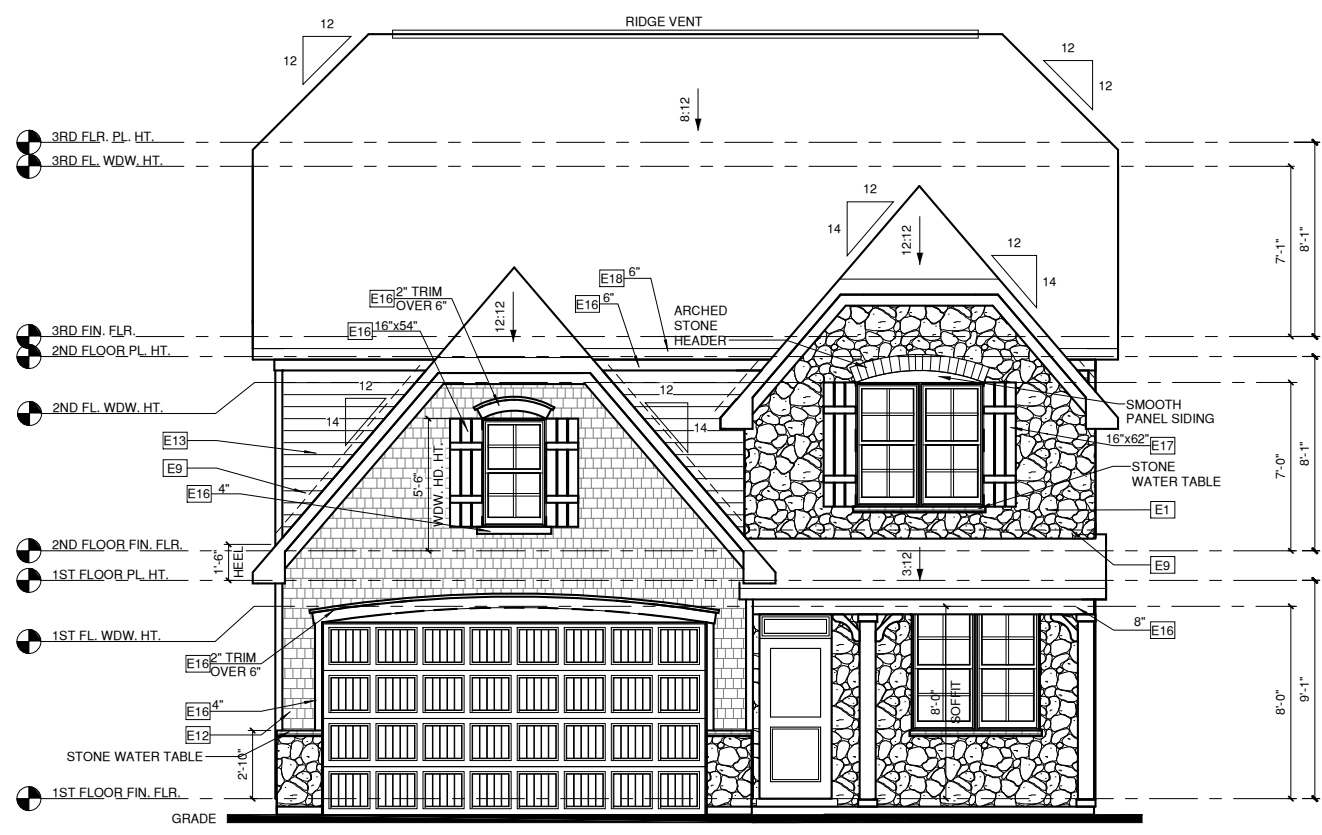 RIDGE VENT
12
12
12
12
8:12
3RD FLR. PL. HT.
3RD FL. WDW. HT.
12
14
12:12
12
14
7'-1"
8'-1"
E18 6"
E16 6"
E16 2" TRIM
OVER 6"
E16 16"x54"
12:12
ARCHED
STONE
HEADER
3RD FIN. FLR.
2ND FLOOR PL. HT.
2ND FL. WDW. HT.
12
14
12
14
SMOOTH
PANEL SIDING
16"x62" E17
STONE
WATER TABLE
E1
E9
E13
E9
E16 4"
5'-6"
WDW. HD. HT.
7'-0"
8'-1"
2ND FLOOR FIN. FLR.
1'-6"
HEEL
1ST FLOOR PL. HT.
3:12
1ST FL. WDW. HT.
8" E16
E16 2" TRIM
OVER 6"
E16 4"
E12
STONE WATER TABLE
2'-10"
8'-0"
SOFFIT
8'-0"
9'-1"
1ST FLOOR FIN. FLR.
GRADE